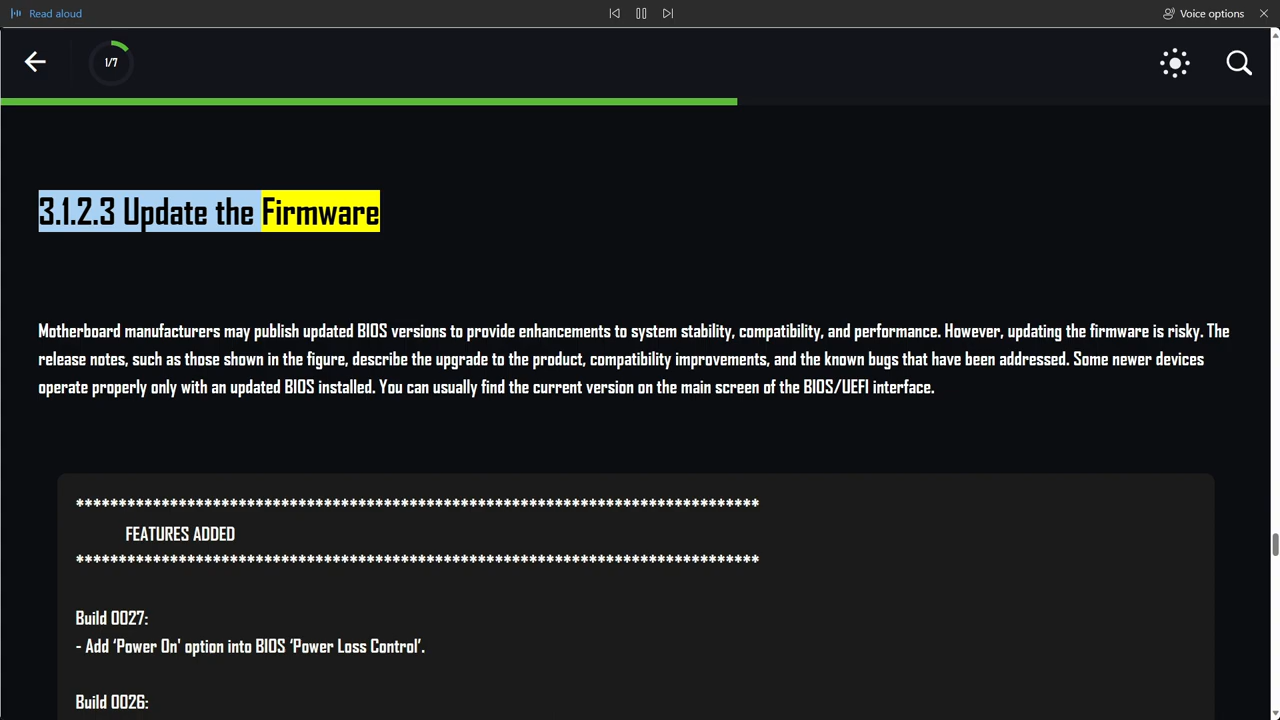 Read aloud
Voice options
1/7
3.1.2.3 Update the Firmware
Motherboard manufacturers may publish updated BIOS versions to provide enhancements to system stability, compatibility, and performance. However, updating the firmware is risky. The
release notes, such as those shown in the figure, describe the upgrade to the product, compatibility improvements, and the known bugs that have been addressed. Some newer devices
operate properly only with an updated BIOS installed. You can usually find the current version on the main screen of the BIOS/UEFI interface.
********************************************************************************
FEATURES ADDED
********************************************************************************
Build 0027:
- Add ‘Power On' option into BIOS ‘Power Loss Control’.
Build 0026: